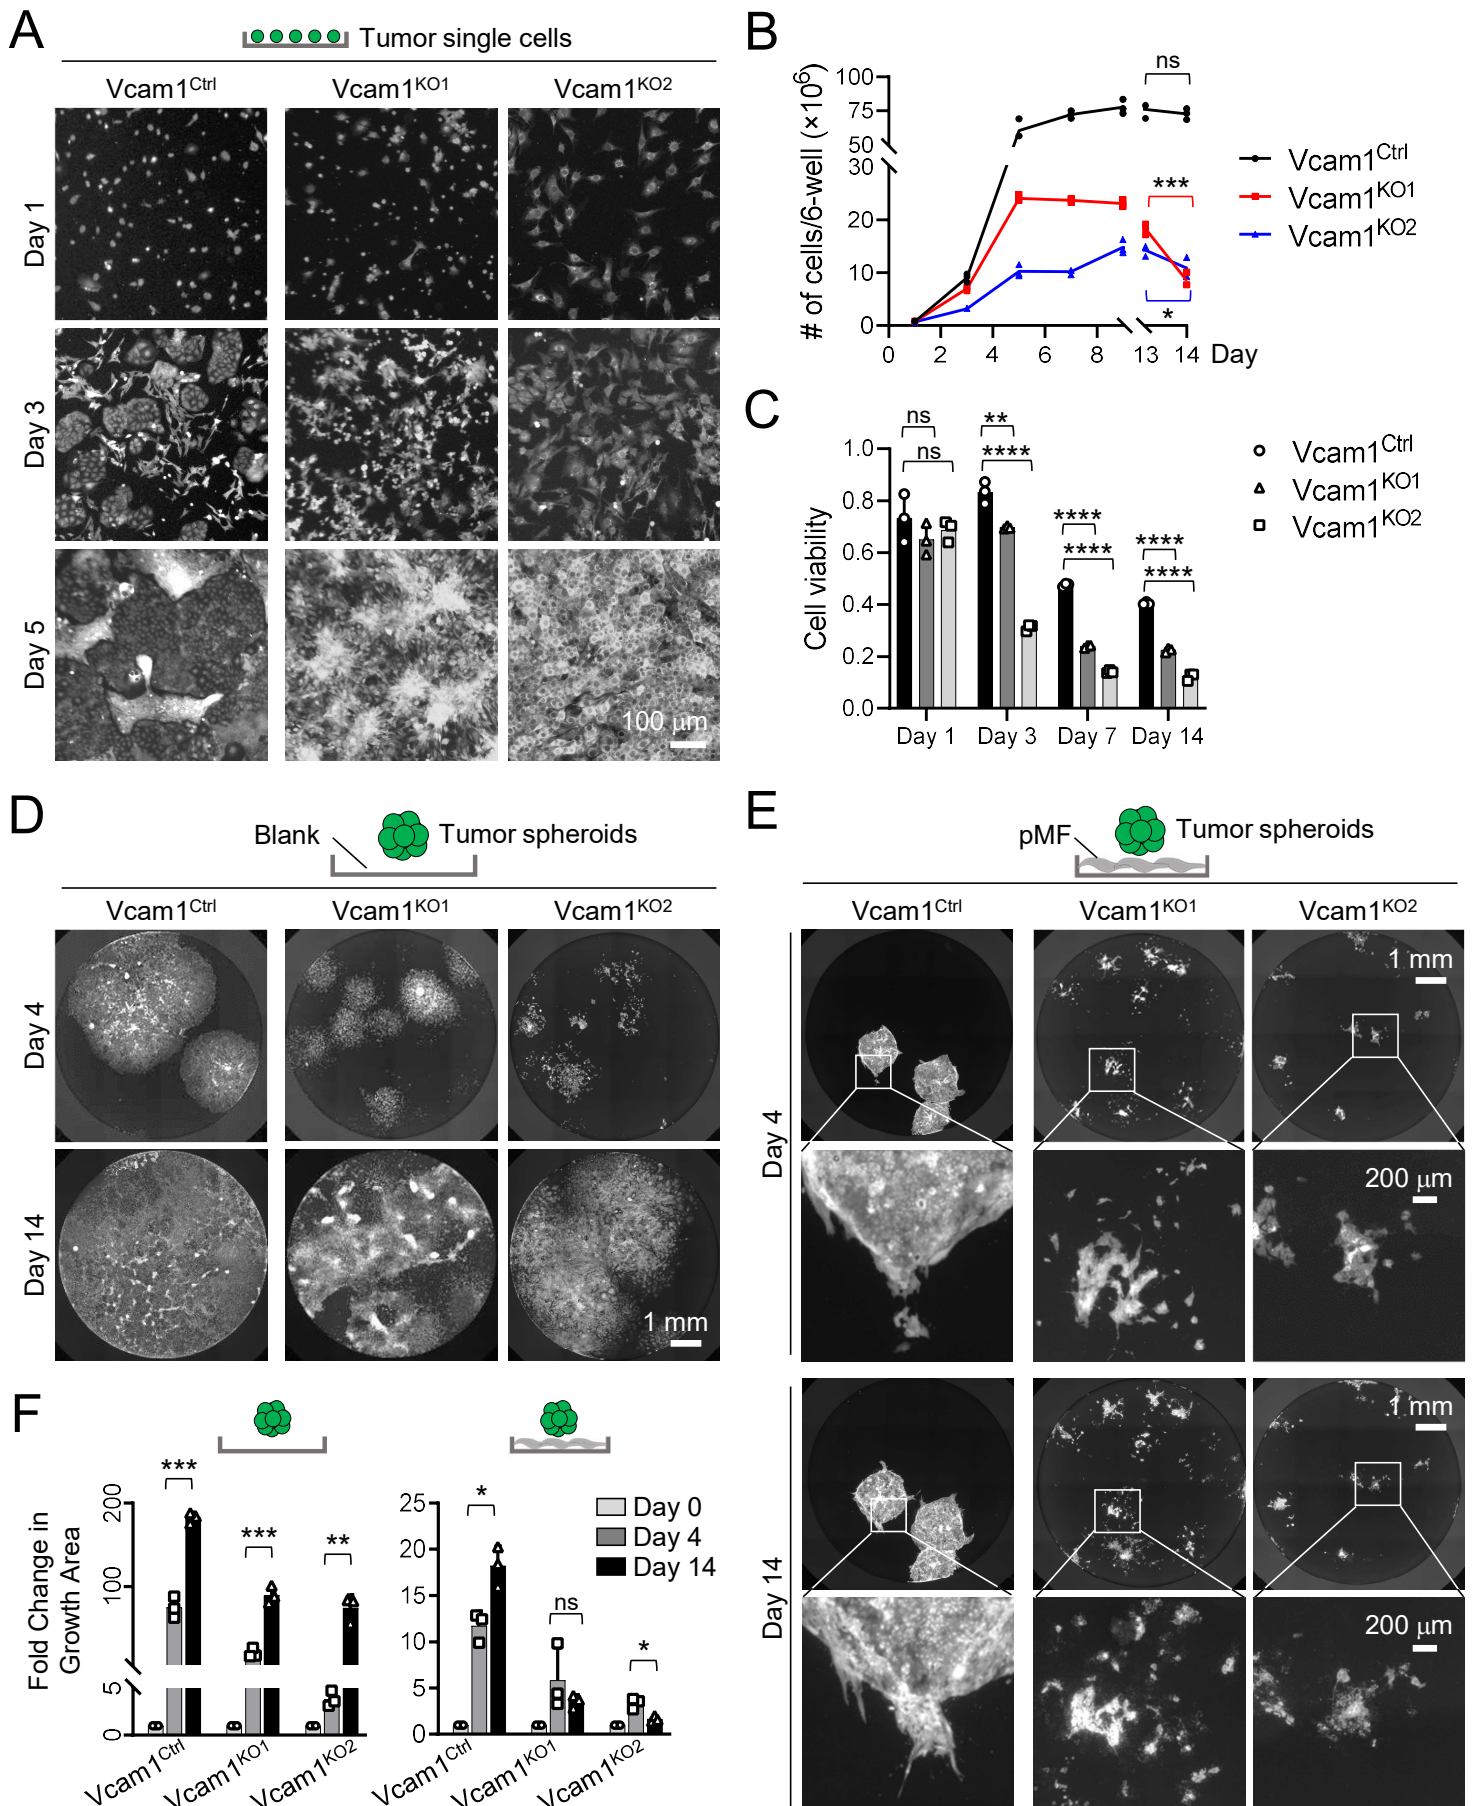 A
Tumor single cells
Vcam1Ctrl
Vcam1KO1
Vcam1KO2
Day 1
Day 3
Day 5
100 µm
B
# of cells/6-well (×10⁶)
100
75
50
30
20
10
0
0 2 4 6 8 13 14 Day
ns
***
*
Vcam1Ctrl
Vcam1KO1
Vcam1KO2
C
Cell viability
1.0
0.8
0.6
0.4
0.2
0.0
ns
ns
**
****
****
****
****
****
Day 1 Day 3 Day 7 Day 14
Vcam1Ctrl
Vcam1KO1
Vcam1KO2
D
Blank
Tumor spheroids
Vcam1Ctrl
Vcam1KO1
Vcam1KO2
Day 4
Day 14
1 mm
E
pMF
Tumor spheroids
Vcam1Ctrl
Vcam1KO1
Vcam1KO2
Day 4
1 mm
200 µm
Day 14
1 mm
200 µm
F
Fold Change in
Growth Area
200
100
5
0
***
***
**
Vcam1Ctrl
Vcam1KO1
Vcam1KO2
25
20
15
10
5
0
*
ns
*
Vcam1Ctrl
Vcam1KO1
Vcam1KO2
Day 0
Day 4
Day 14